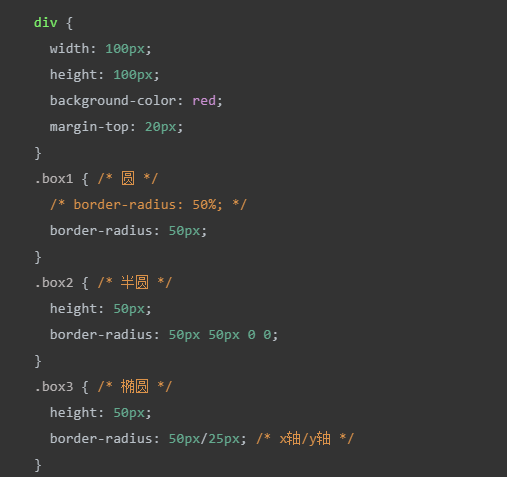 div {
  width: 100px;
  height: 100px;
  background-color: red;
  margin-top: 20px;
}
.box1 { /* 圆 */
  /* border-radius: 50%; */
  border-radius: 50px;
}
.box2 { /* 半圆 */
  height: 50px;
  border-radius: 50px 50px 0 0;
}
.box3 { /* 椭圆 */
  height: 50px;
  border-radius: 50px/25px; /* x轴/y轴 */
}